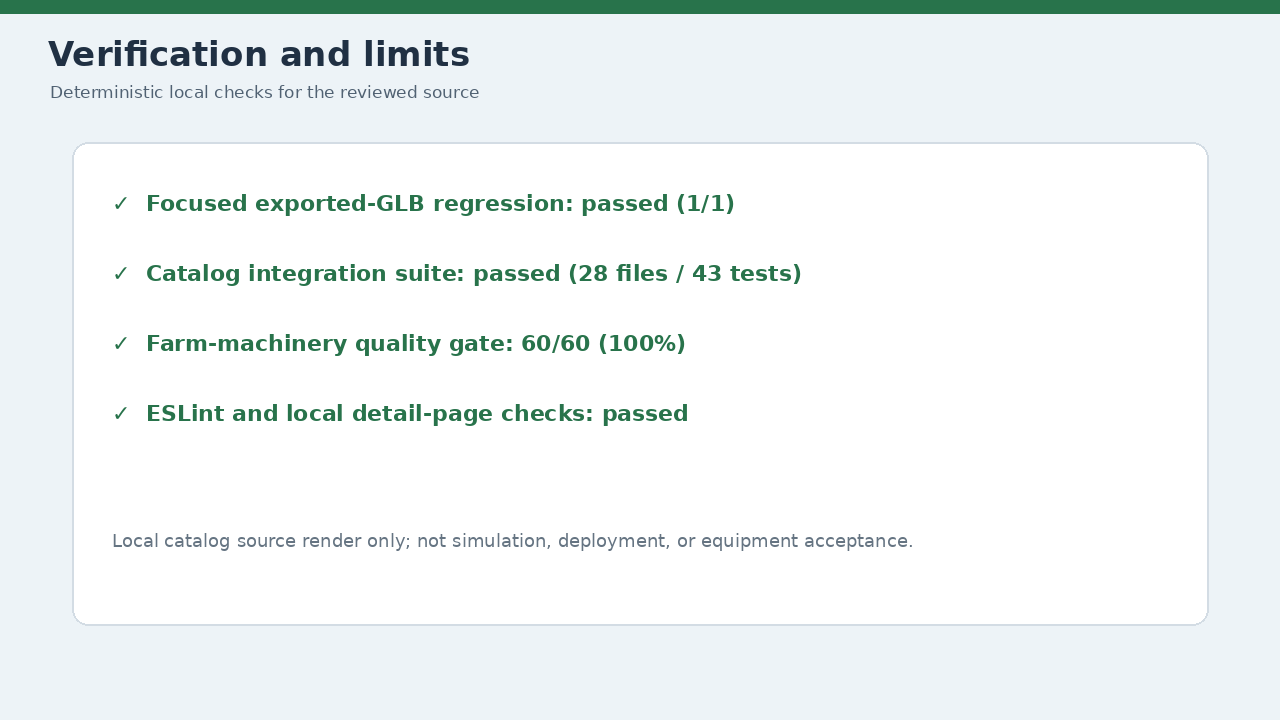 Verification and limits
Deterministic local checks for the reviewed source
✓ Focused exported-GLB regression: passed (1/1)
✓ Catalog integration suite: passed (28 files / 43 tests)
✓ Farm-machinery quality gate: 60/60 (100%)
✓ ESLint and local detail-page checks: passed
Local catalog source render only; not simulation, deployment, or equipment acceptance.